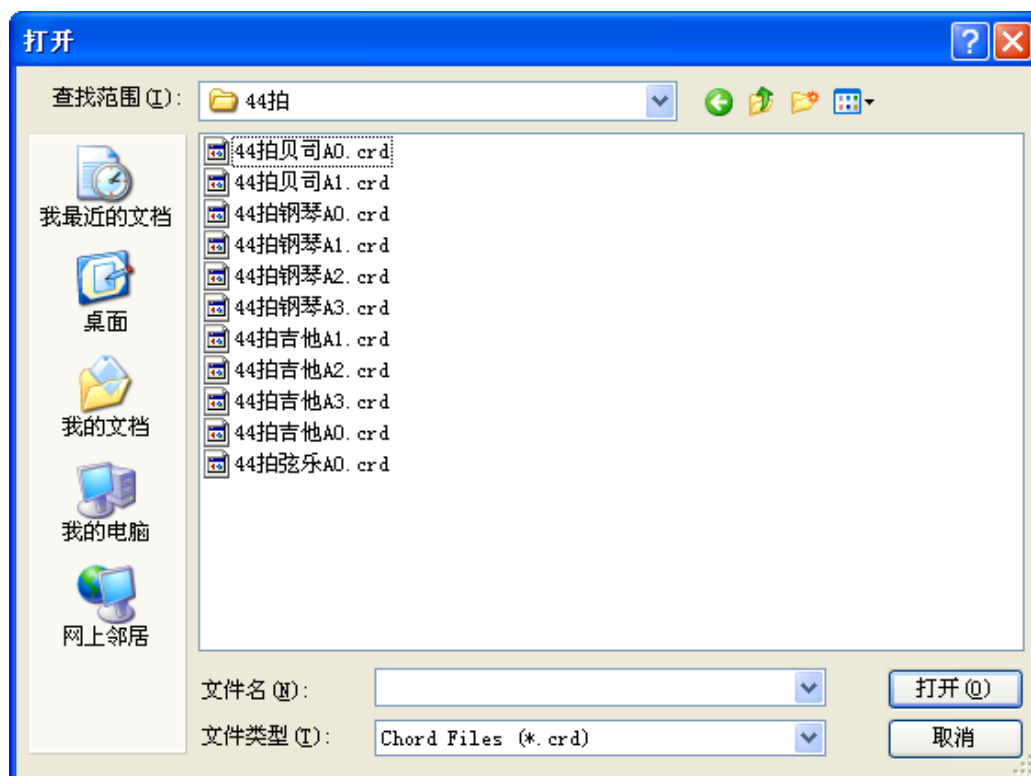 打开
查找范围(I):
44拍
我最近的文档
桌面
我的文档
我的电脑
网上邻居
44拍贝司A0.crd
44拍贝司A1.crd
44拍钢琴A0.crd
44拍钢琴A1.crd
44拍钢琴A2.crd
44拍钢琴A3.crd
44拍吉他A1.crd
44拍吉他A2.crd
44拍吉他A3.crd
44拍吉他A0.crd
44拍弦乐A0.crd
文件名(N):
打开(O)
文件类型(T):
Chord Files (*.crd)
取消